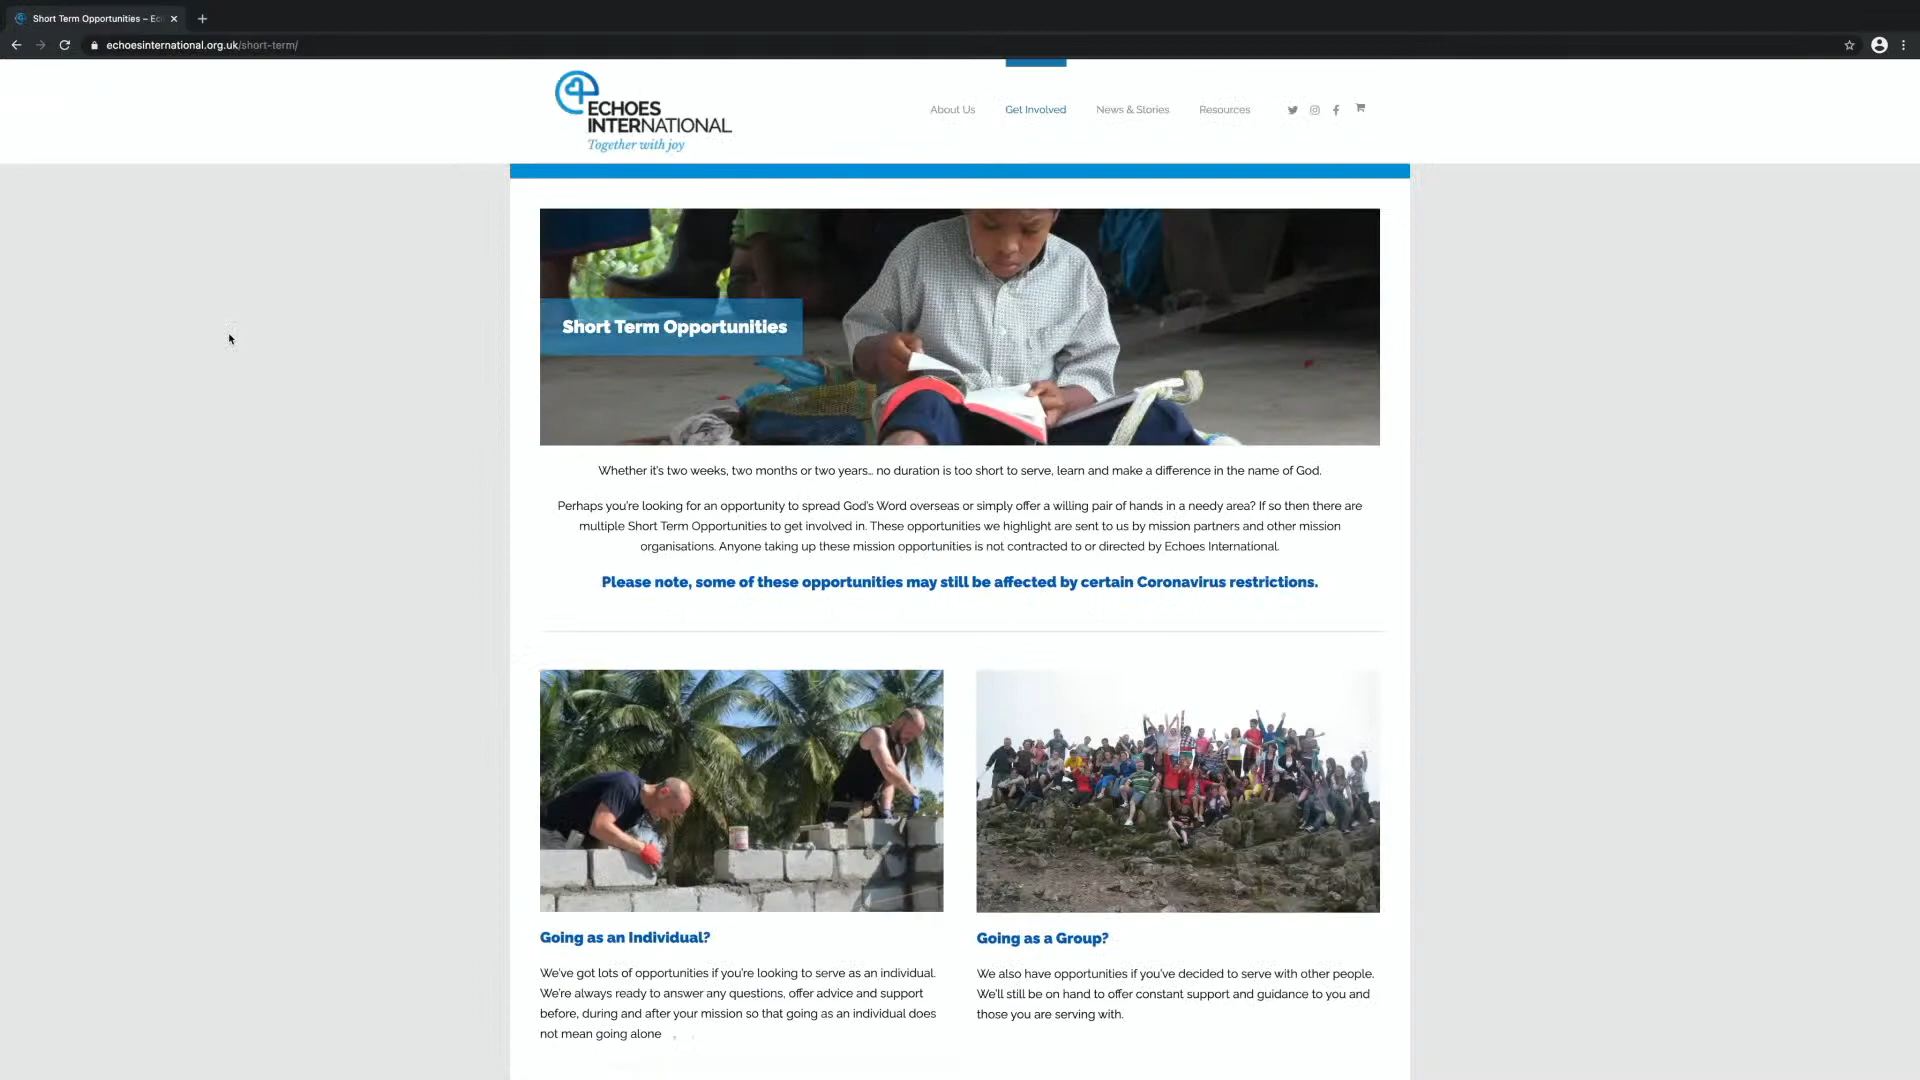 Short Term Opportunities – Ec
echoesinternational.org.uk/short-term/
ECHOES
INTERNATIONAL
Together with joy
About Us
Get Involved
News & Stories
Resources
Short Term Opportunities
Whether it's two weeks, two months or two years… no duration is too short to serve, learn and make a difference in the name of God.
Perhaps you're looking for an opportunity to spread God's Word overseas or simply offer a willing pair of hands in a needy area? If so then there are
multiple Short Term Opportunities to get involved in. These opportunities we highlight are sent to us by mission partners and other mission
organisations. Anyone taking up these mission opportunities is not contracted to or directed by Echoes International.
Please note, some of these opportunities may still be affected by certain Coronavirus restrictions.
Going as an Individual?
We've got lots of opportunities if you're looking to serve as an individual.
We're always ready to answer any questions, offer advice and support
before, during and after your mission so that going as an individual does
not mean going alone
Going as a Group?
We also have opportunities if you've decided to serve with other people.
We'll still be on hand to offer constant support and guidance to you and
those you are serving with.